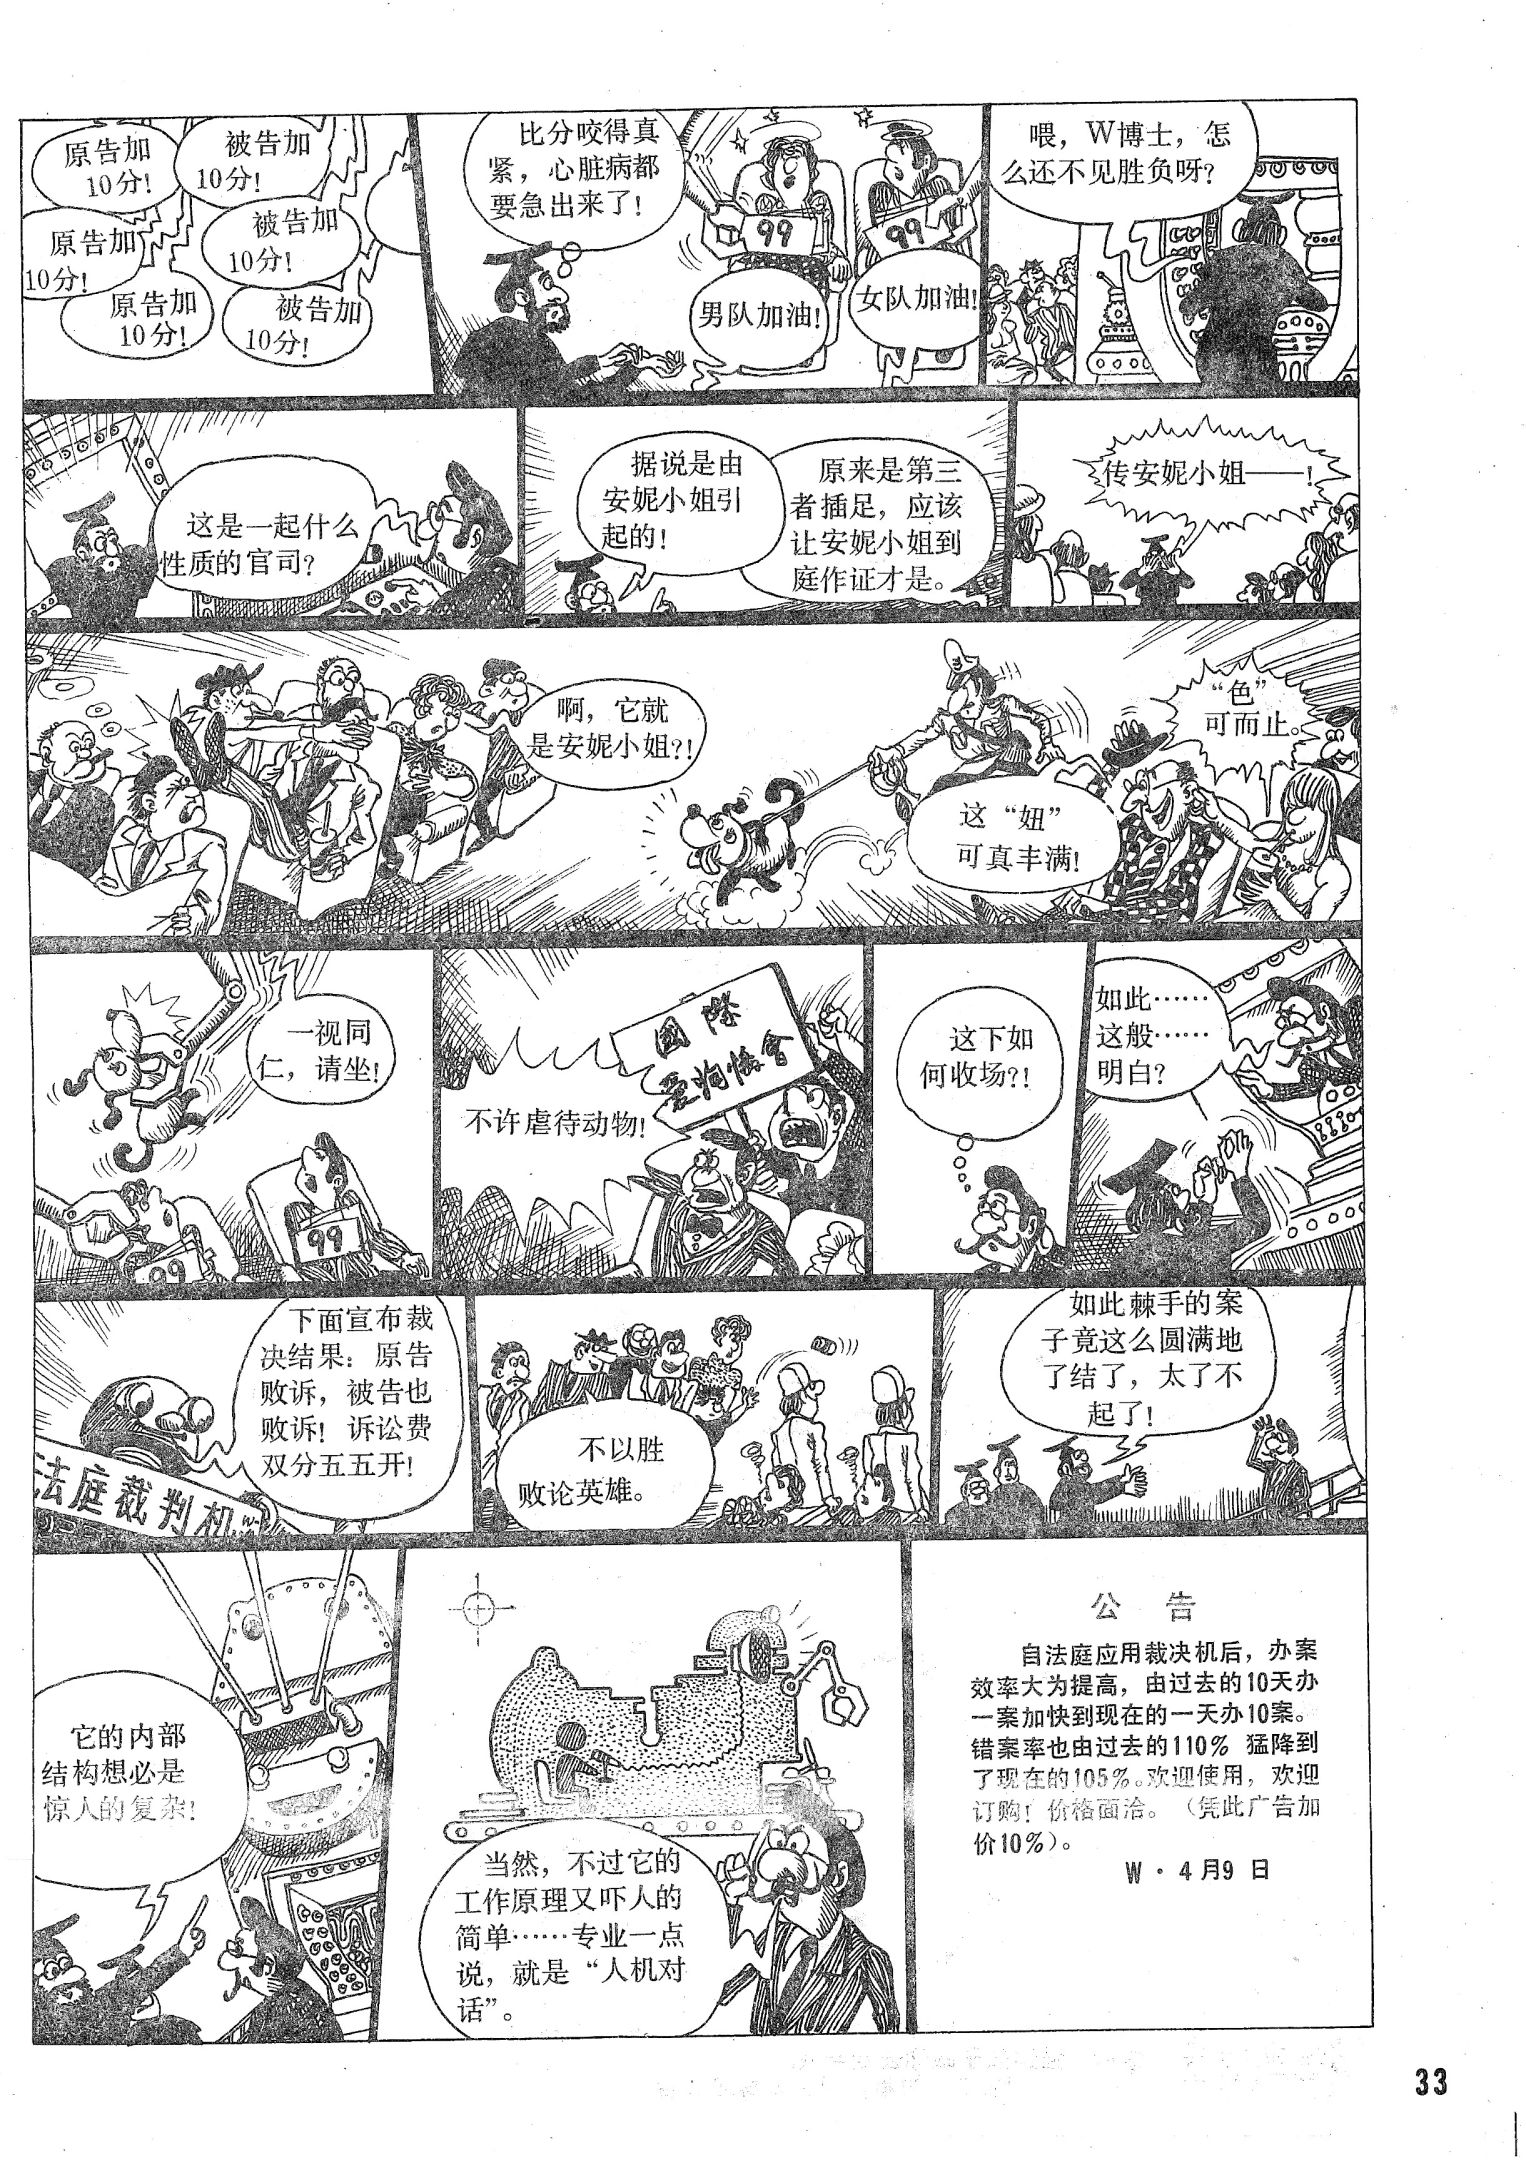 原告加
10分!
被告加
10分!
原告加
10分!
被告加
10分!
原告加
10分!
被告加
10分!
比分咬得真
紧，心脏病都
要急出来了!
99
99
男队加油!
女队加油!
喂，W博士，怎
么还不见胜负呀?
这是一起什么
性质的官司?
据说是由
安妮小姐引
起的!
原来是第三
者插足，应该
让安妮小姐到
庭作证才是。
传安妮小姐——!
啊，它就
是安妮小姐?!
“色”
可而止。
这“妞”
可真丰满!
一视同
仁，请坐!
99
99
國際
愛狗協會
不许虐待动物!
这下如
何收场?!
如此……
这般……
明白?
下面宣布裁
决结果：原告
败诉，被告也
败诉! 诉讼费
双分五五开!
法庭裁判机
不以胜
败论英雄。
如此棘手的案
子竟这么圆满地
了结了，太了不
起了!
它的内部
结构想必是
惊人的复杂!
当然，不过它的
工作原理又吓人的
简单……专业一点
说，就是“人机对
话”。
公 告
自法庭应用裁决机后，办案
效率大为提高，由过去的10天办
一案加快到现在的一天办10案。
错案率也由过去的110% 猛降到
了现在的105%。欢迎使用，欢迎
订购! 价格面洽。（凭此广告加
价10%）。
W·4月9日
33